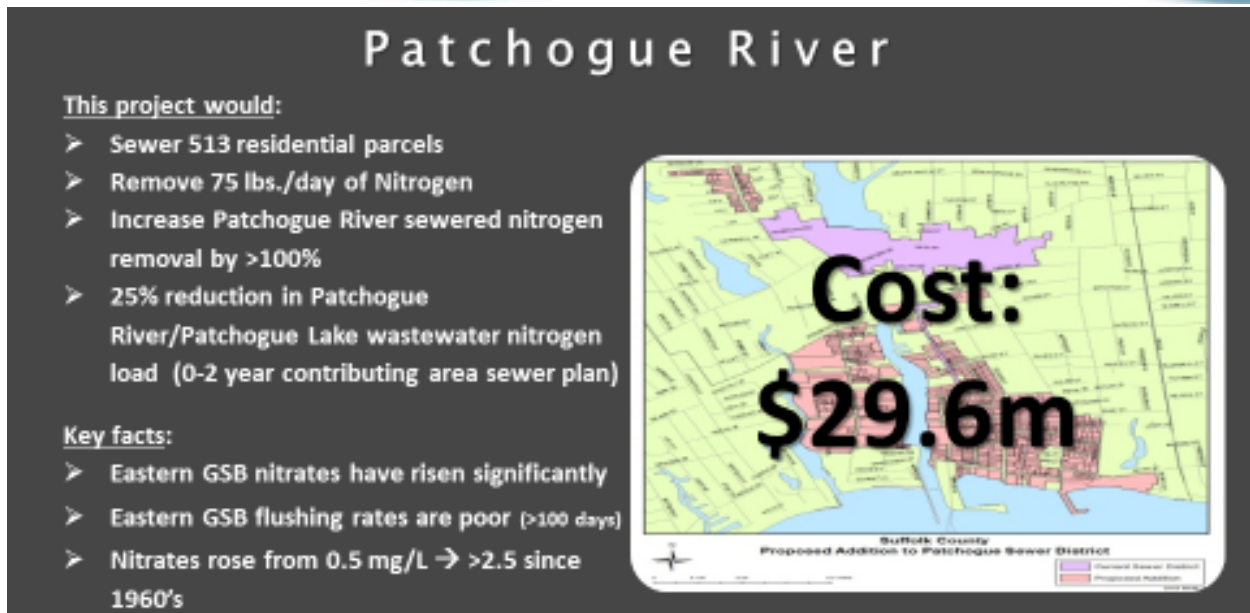 Patchogue River
This project would:
➤ Sewer 513 residential parcels
➤ Remove 75 lbs./day of Nitrogen
➤ Increase Patchogue River sewered nitrogen
removal by >100%
➤ 25% reduction in Patchogue
River/Patchogue Lake wastewater nitrogen
load (0-2 year contributing area sewer plan)
Key facts:
➤ Eastern GSB nitrates have risen significantly
➤ Eastern GSB flushing rates are poor (>100 days)
➤ Nitrates rose from 0.5 mg/L → >2.5 since
1960's
Cost:
$29.6m
Suffolk County
Proposed Addition to Patchogue Sewer District
Current Sewer District
Proposed Addition